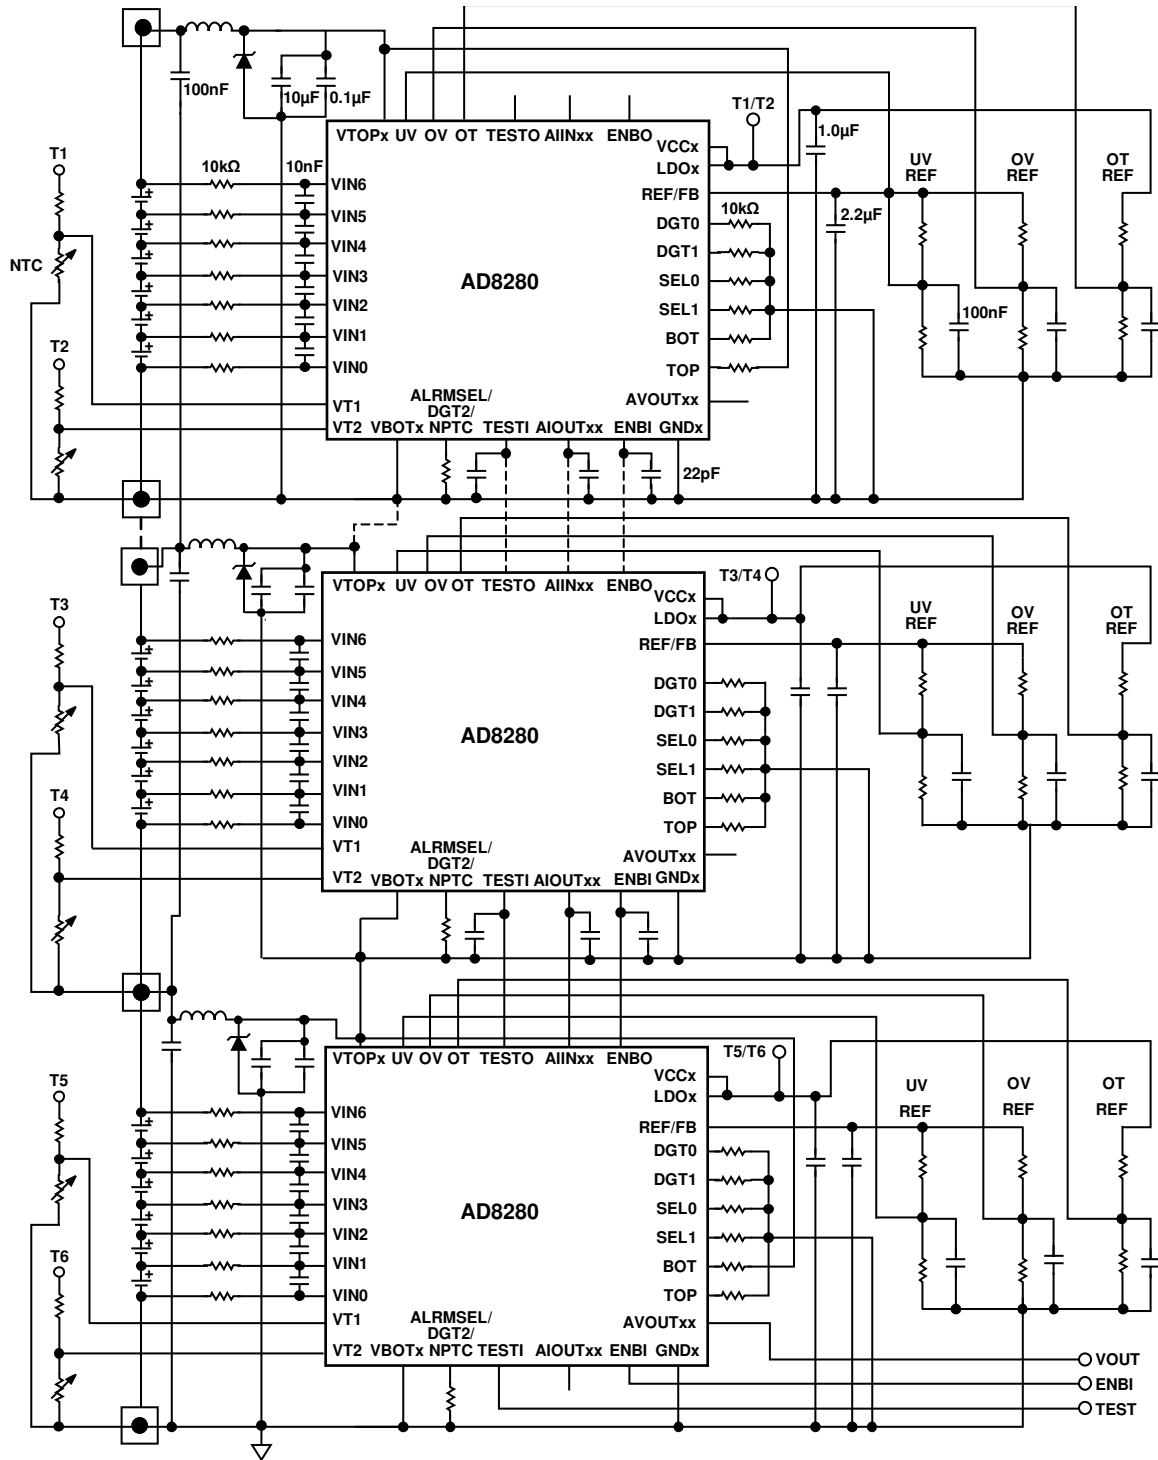 100nF
10µF
0.1µF
T1/T2
1.0µF
VTOPx UV OV OT TESTO AIINxx ENBO
VCCx
LDOx
T1
10kΩ
10nF
VIN6
REF/FB
UV
REF
OV
REF
OT
REF
VIN5
10kΩ
DGT0
2.2µF
VIN4
DGT1
NTC
VIN3
AD8280
SEL0
VIN2
SEL1
100nF
VIN1
BOT
T2
VIN0
TOP
ALRMSEL/
DGT2/
VT1
AVOUTxx
VT2 VBOTx NPTC TESTI AIOUTxx ENBI GNDx
22pF
VTOPx UV OV OT TESTO AIINxx ENBO
T3/T4
VCCx
LDOx
T3
UV
REF
OV
REF
OT
REF
VIN6
REF/FB
VIN5
DGT0
VIN4
DGT1
VIN3
AD8280
SEL0
VIN2
SEL1
VIN1
BOT
T4
VIN0
TOP
VT1
ALRMSEL/
DGT2/
AVOUTxx
VT2 VBOTx NPTC TESTI AIOUTxx ENBI GNDx
VTOPx UV OV OT TESTO AIINxx ENBO
T5/T6
VCCx
LDOx
T5
UV
REF
OV
REF
OT
REF
VIN6
REF/FB
VIN5
DGT0
VIN4
DGT1
VIN3
AD8280
SEL0
VIN2
SEL1
T6
VIN1
BOT
VIN0
TOP
VT1
ALRMSEL/
DGT2/
AVOUTxx
VT2 VBOTx NPTC TESTI AIOUTxx ENBI GNDx
VOUT
ENBI
TEST